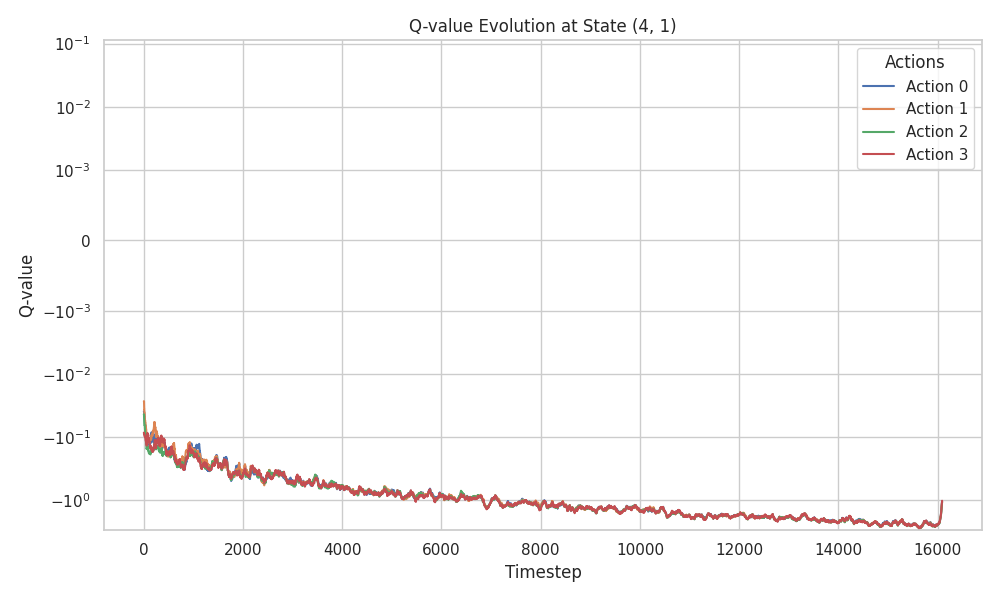 Q-value Evolution at State (4, 1)
10⁻¹
10⁻²
10⁻³
0
−10⁻³
−10⁻²
−10⁻¹
−10⁰
Q-value
Actions
Action 0
Action 1
Action 2
Action 3
0 2000 4000 6000 8000 10000 12000 14000 16000
Timestep